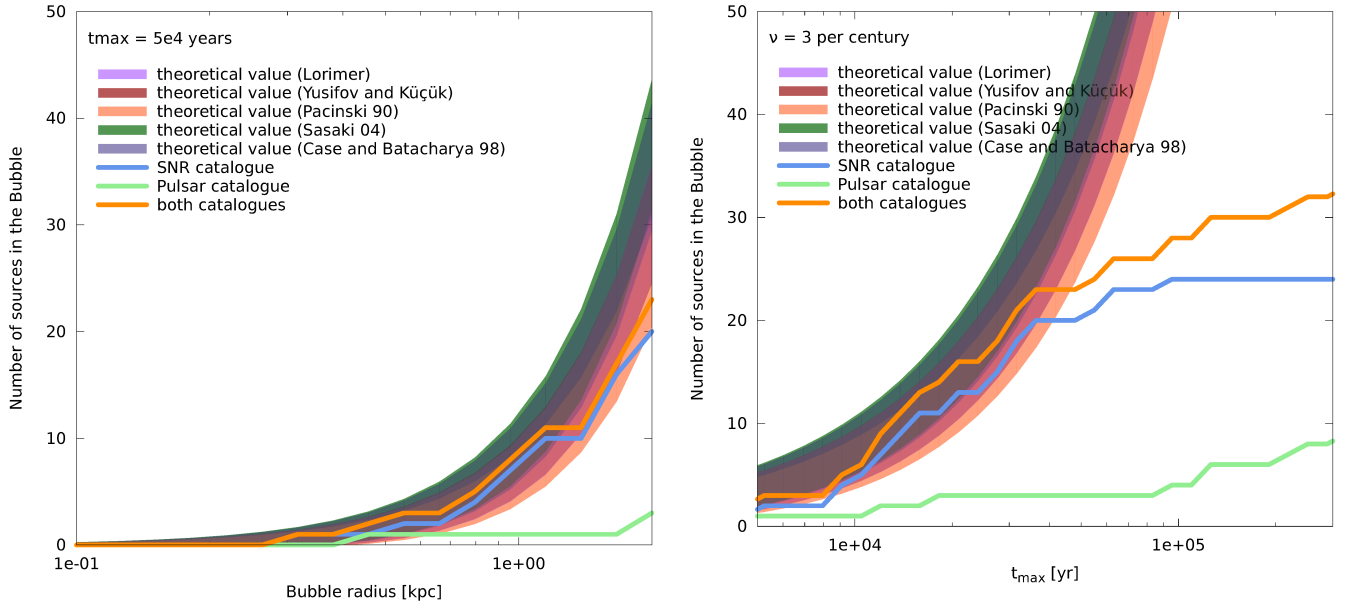 50
40
30
20
10
0
Number of sources in the Bubble
tmax = 5e4 years
theoretical value (Lorimer)
theoretical value (Yusifov and Küçük)
theoretical value (Pacinski 90)
theoretical value (Sasaki 04)
theoretical value (Case and Batacharya 98)
SNR catalogue
Pulsar catalogue
both catalogues
1e-01
1e+00
Bubble radius [kpc]
50
40
30
20
10
0
Number of sources in the Bubble
ν = 3 per century
theoretical value (Lorimer)
theoretical value (Yusifov and Küçük)
theoretical value (Pacinski 90)
theoretical value (Sasaki 04)
theoretical value (Case and Batacharya 98)
SNR catalogue
Pulsar catalogue
both catalogues
1e+04
1e+05
tmax [yr]